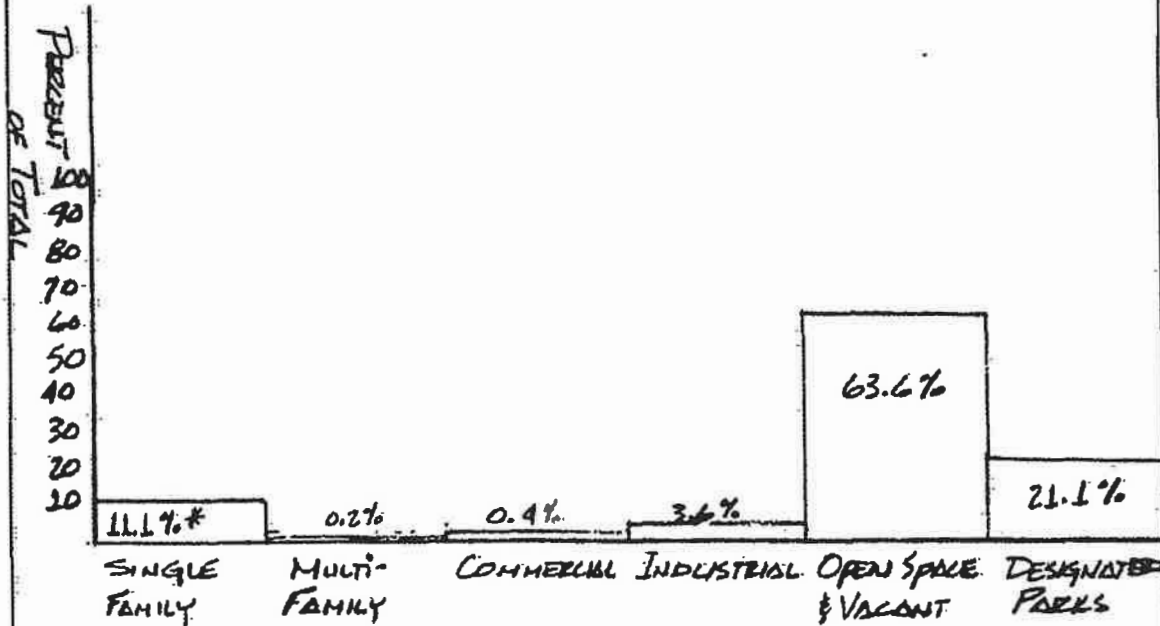 PERCENT
OF TOTAL
100
90
80
70
60
50
40
30
20
10
11.1%*
0.2%
0.4%
3.6%
63.6%
21.1%
SINGLE
FAMILY
MULTI-
FAMILY
COMMERCIAL
INDUSTRIAL
OPEN SPACE
& VACANT
DESIGNATED
PARKS